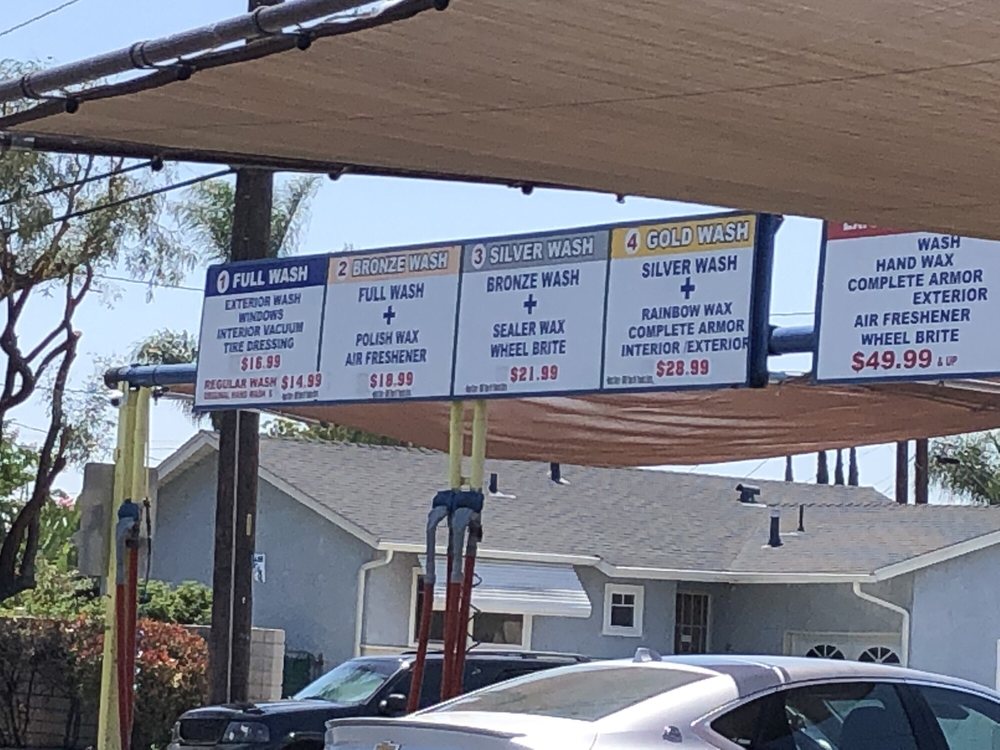 1 FULL WASH
EXTERIOR WASH
WINDOWS
INTERIOR VACUUM
TIRE DRESSING
$16.99
REGULAR WASH $14.99
2 BRONZE WASH
FULL WASH
+
POLISH WAX
AIR FRESHENER
$18.99
3 SILVER WASH
BRONZE WASH
+
SEALER WAX
WHEEL BRITE
$21.99
4 GOLD WASH
SILVER WASH
+
RAINBOW WAX
COMPLETE ARMOR
INTERIOR / EXTERIOR
$28.99
WASH
HAND WAX
COMPLETE ARMOR
EXTERIOR
AIR FRESHENER
WHEEL BRITE
$49.99 & UP